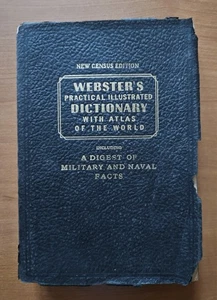 NEW CENSUS EDITION
WEBSTER'S
PRACTICAL ILLUSTRATED
DICTIONARY
WITH ATLAS
OF THE WORLD
INCLUDING
A DIGEST OF
MILITARY AND NAVAL
FACTS